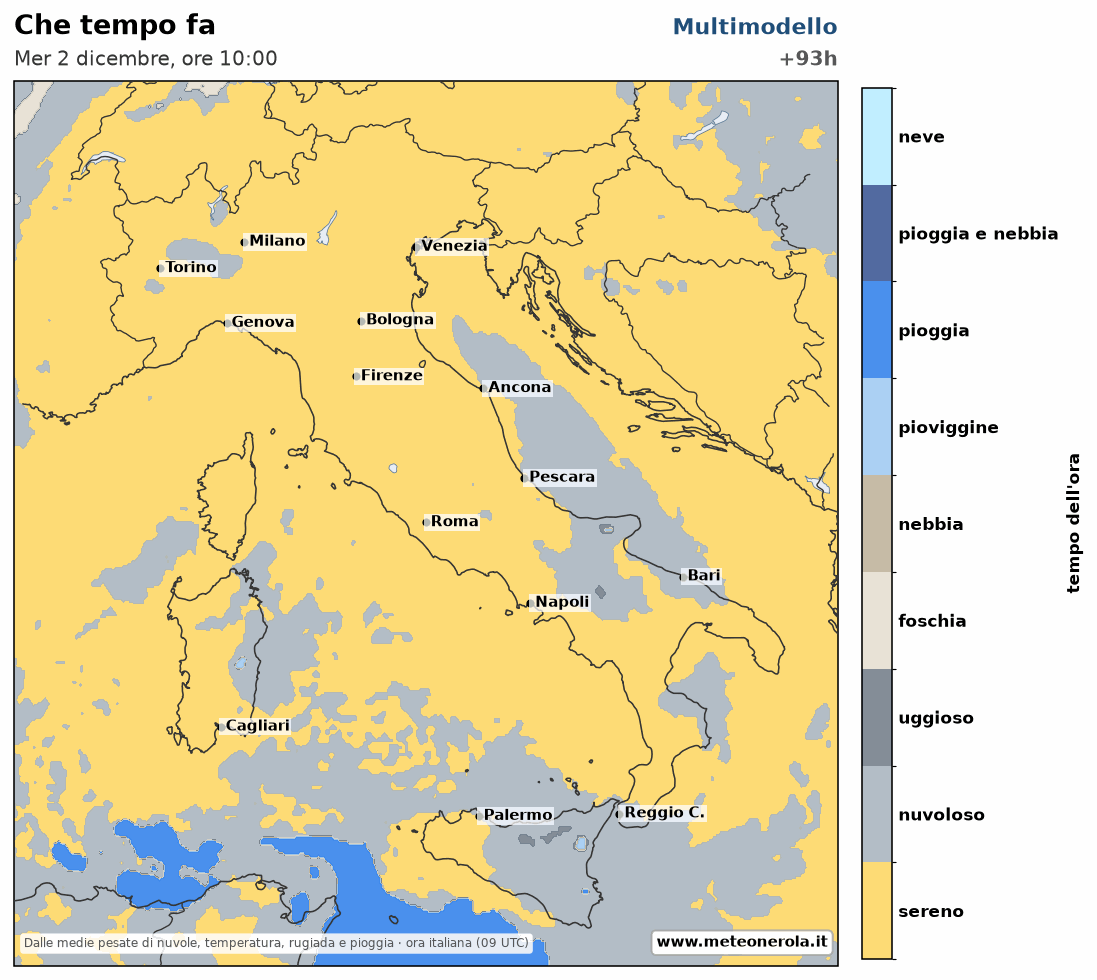 Che tempo fa
Multimodello
Mer 2 dicembre, ore 10:00
+93h
neve
pioggia e nebbia
pioggia
pioviggine
nebbia
foschia
uggioso
nuvoloso
sereno
tempo dell'ora
Milano
Venezia
Torino
Genova
Bologna
Firenze
Ancona
Pescara
Roma
Bari
Napoli
Cagliari
Palermo
Reggio C.
Dalle medie pesate di nuvole, temperatura, rugiada e pioggia · ora italiana (09 UTC)
www.meteonerola.it